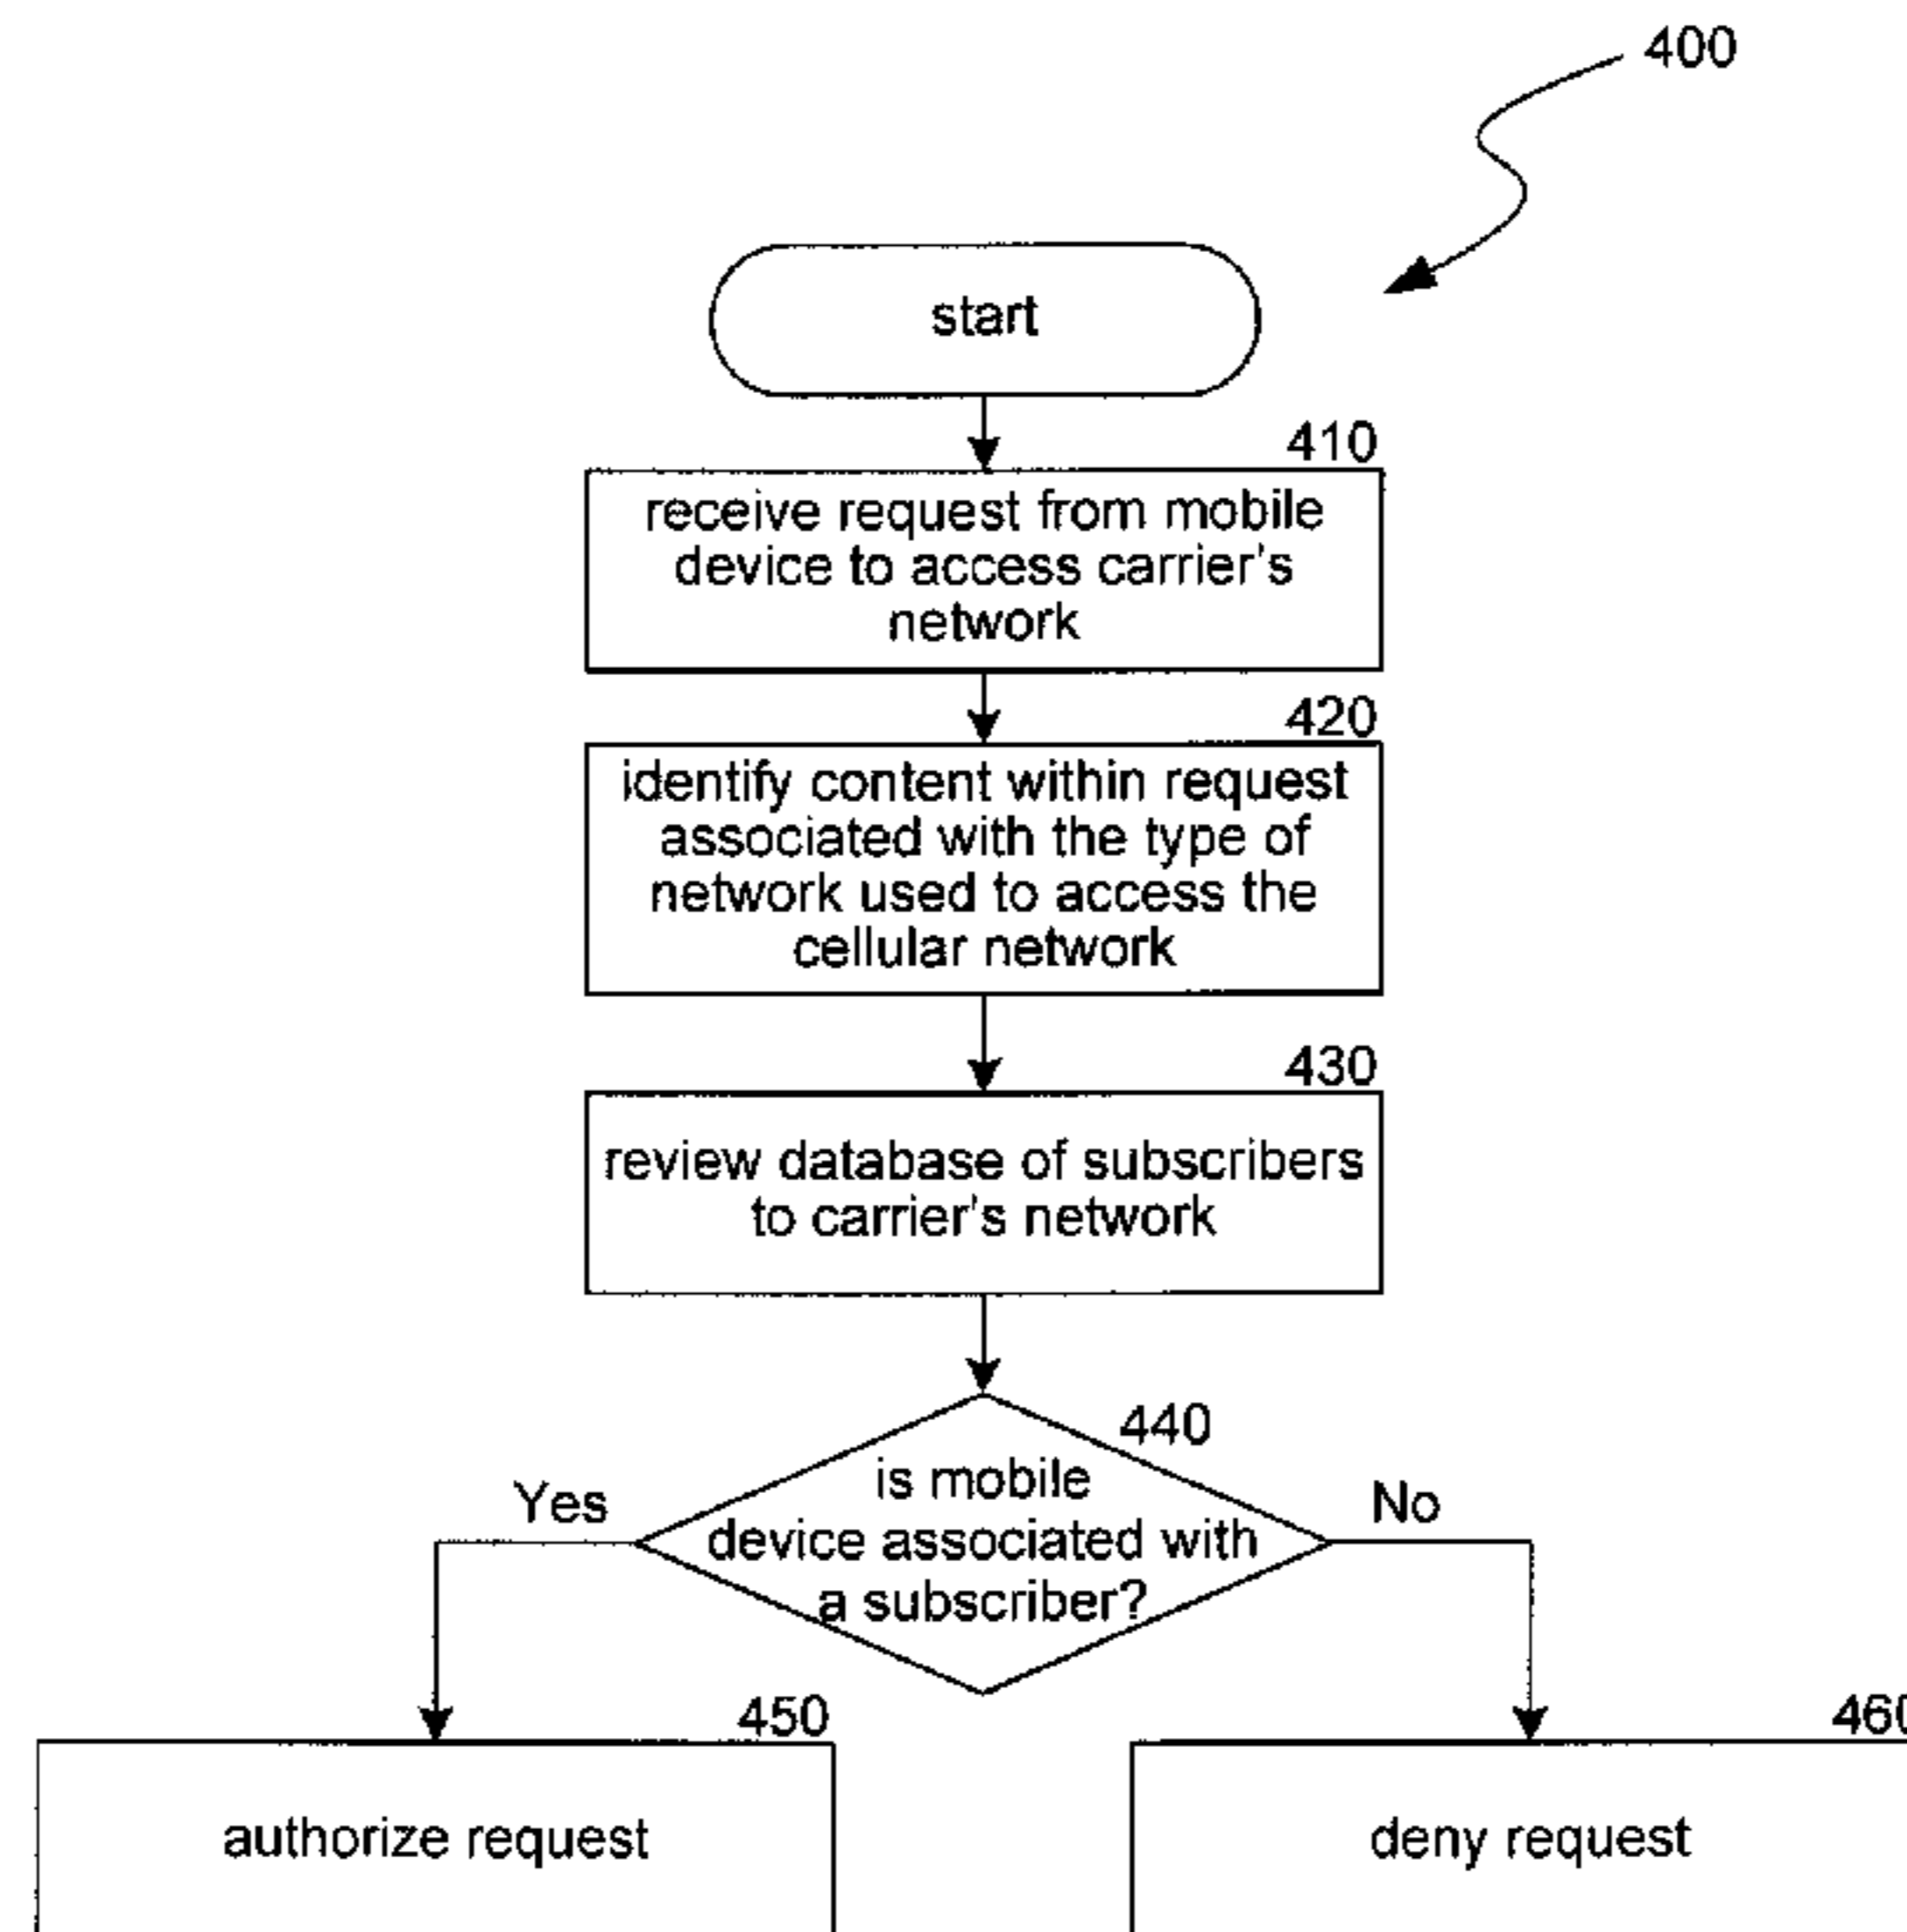 400
start
410
receive request from mobile
device to access carrier's
network
420
identify content within request
associated with the type of
network used to access the
cellular network
430
review database of subscribers
to carrier's network
440
is mobile
device associated with
a subscriber?
Yes
No
450
authorize request
460
deny request